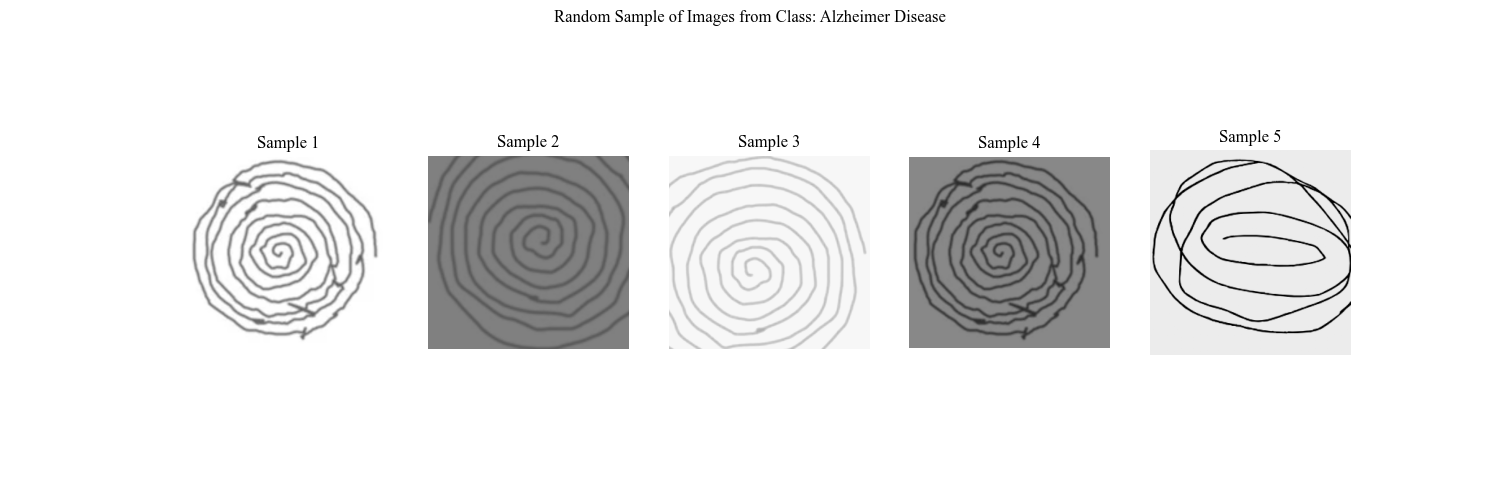 Random Sample of Images from Class: Alzheimer Disease
Sample 1
Sample 2
Sample 3
Sample 4
Sample 5